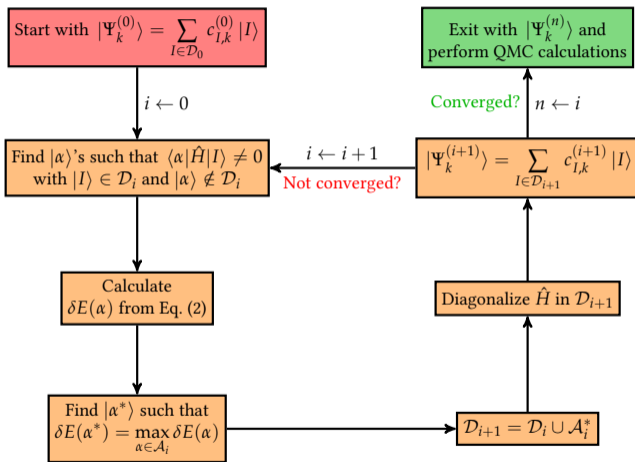 Start with |Ψ_k^{(0)}⟩ = ∑_{I∈𝒟_0} c_{I,k}^{(0)} |I⟩
i ← 0
Find |α⟩'s such that ⟨α|Ĥ|I⟩ ≠ 0
with |I⟩ ∈ 𝒟_i and |α⟩ ∉ 𝒟_i
Calculate
δE(α) from Eq. (2)
Find |α*⟩ such that
δE(α*) = max_{α∈𝒜_i} δE(α)
𝒟_{i+1} = 𝒟_i ∪ 𝒜_i^*
Diagonalize Ĥ in 𝒟_{i+1}
|Ψ_k^{(i+1)}⟩ = ∑_{I∈𝒟_{i+1}} c_{I,k}^{(i+1)} |I⟩
i ← i + 1
Not converged?
Converged? n ← i
Exit with |Ψ_k^{(n)}⟩ and
perform QMC calculations